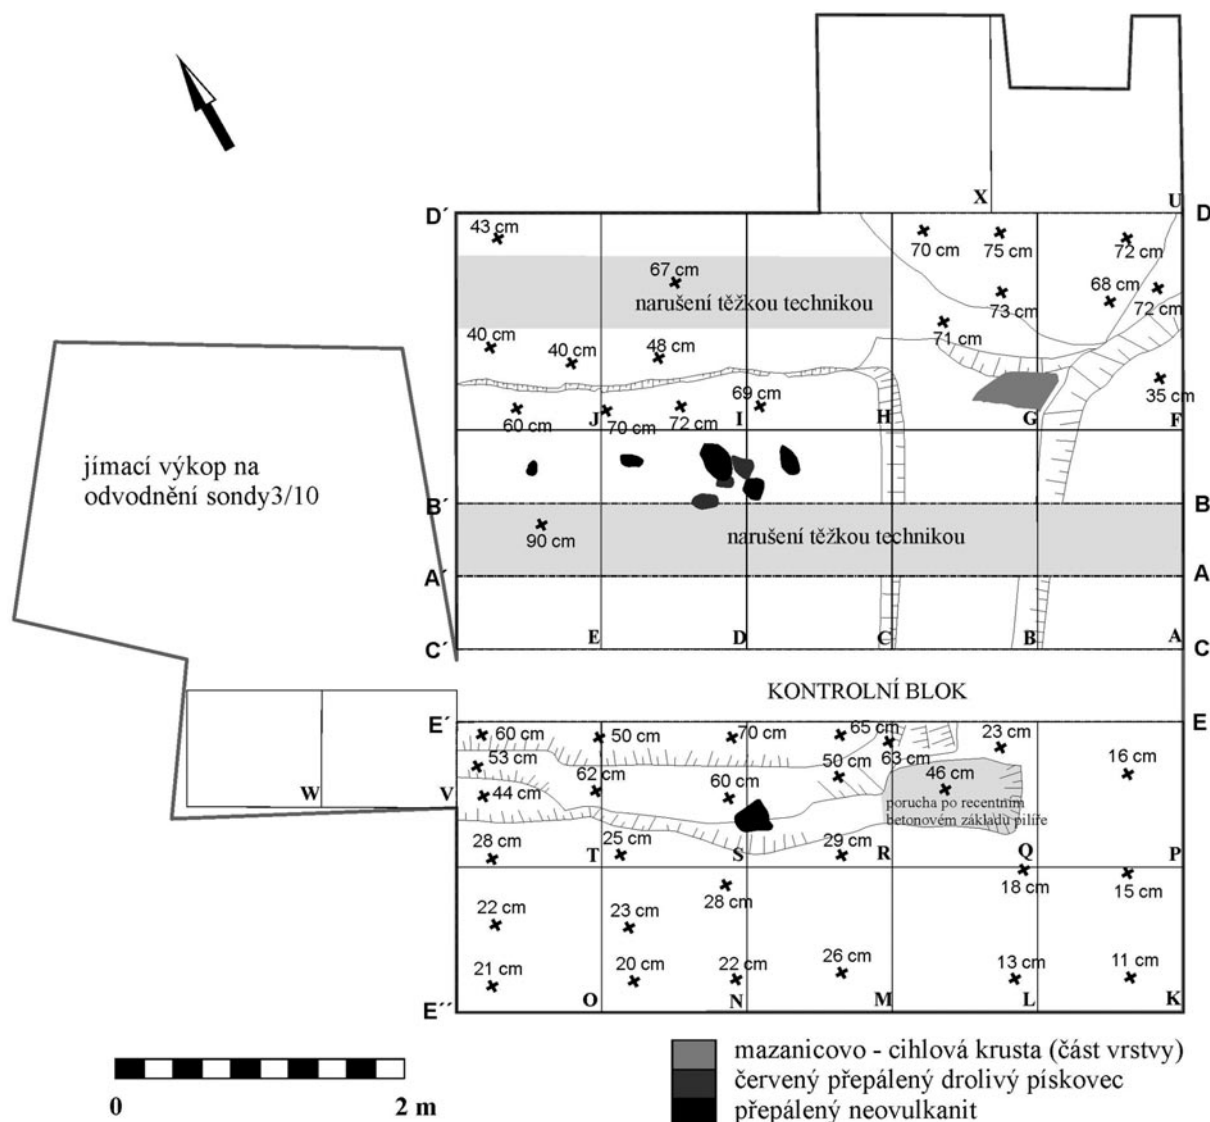 X
U
D´
D
43 cm
70 cm
75 cm
72 cm
67 cm
68 cm
narušení těžkou technikou
73 cm
72 cm
71 cm
40 cm
40 cm
48 cm
69 cm
35 cm
60 cm
J
70 cm
72 cm
I
H
G
F
jímací výkop na
odvodnění sondy3/10
B´
B
90 cm
narušení těžkou technikou
A´
A
E
D
C
B
A
C´
C
KONTROLNÍ BLOK
E´
E
60 cm
50 cm
70 cm
65 cm
63 cm
23 cm
53 cm
62 cm
50 cm
16 cm
44 cm
60 cm
46 cm
W
V
porucha po recentním
betonovém základu pilíře
28 cm
25 cm
29 cm
T
S
R
Q
P
18 cm
15 cm
28 cm
22 cm
23 cm
21 cm
20 cm
22 cm
26 cm
13 cm
11 cm
O
N
M
L
K
E´´
0
2 m
mazanicovo - cihlová krusta (část vrstvy)
červený přepálený drolivý pískovec
přepálený neovulkanit